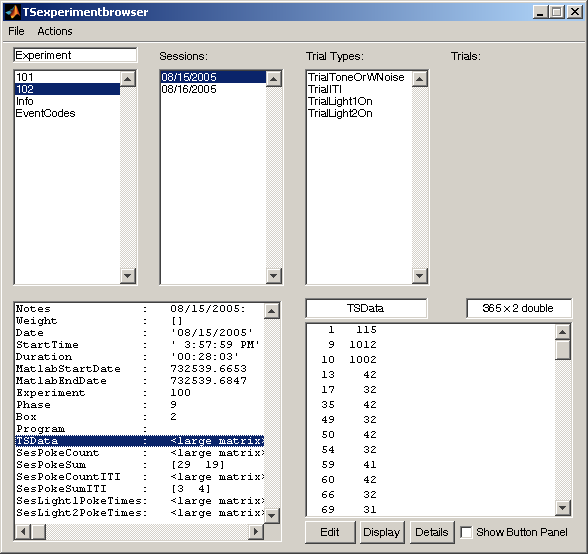 TSexperimentbrowser
File Actions
Experiment Sessions: Trial Types: Trials:
101 08/15/2005 TrialToneOrWNoise
102 08/16/2005 TrialITI
Info TrialLight1On
EventCodes TrialLight2On
TSData 365 × 2 double
Notes : 08/15/2005:
Weight : []
Date : '08/15/2005'
StartTime : ' 3:57:59 PM'
Duration : '00:28:03'
MatlabStartDate : 732539.6653
MatlabEndDate : 732539.6847
Experiment : 100
Phase : 9
Box : 2
Program :
TSData : <large matrix>
SesPokeCount : <large matrix>
SesPokeSum : [29 19]
SesPokeCountITI : <large matrix>
SesPokeSumITI : [3 4]
SesLight1PokeTimes: <large matrix>
SesLight2PokeTimes: <large matrix>
1 115
9 1012
10 1002
13 42
17 32
35 42
49 32
50 42
54 32
59 41
60 42
66 32
69 31
Edit Display Details Show Button Panel